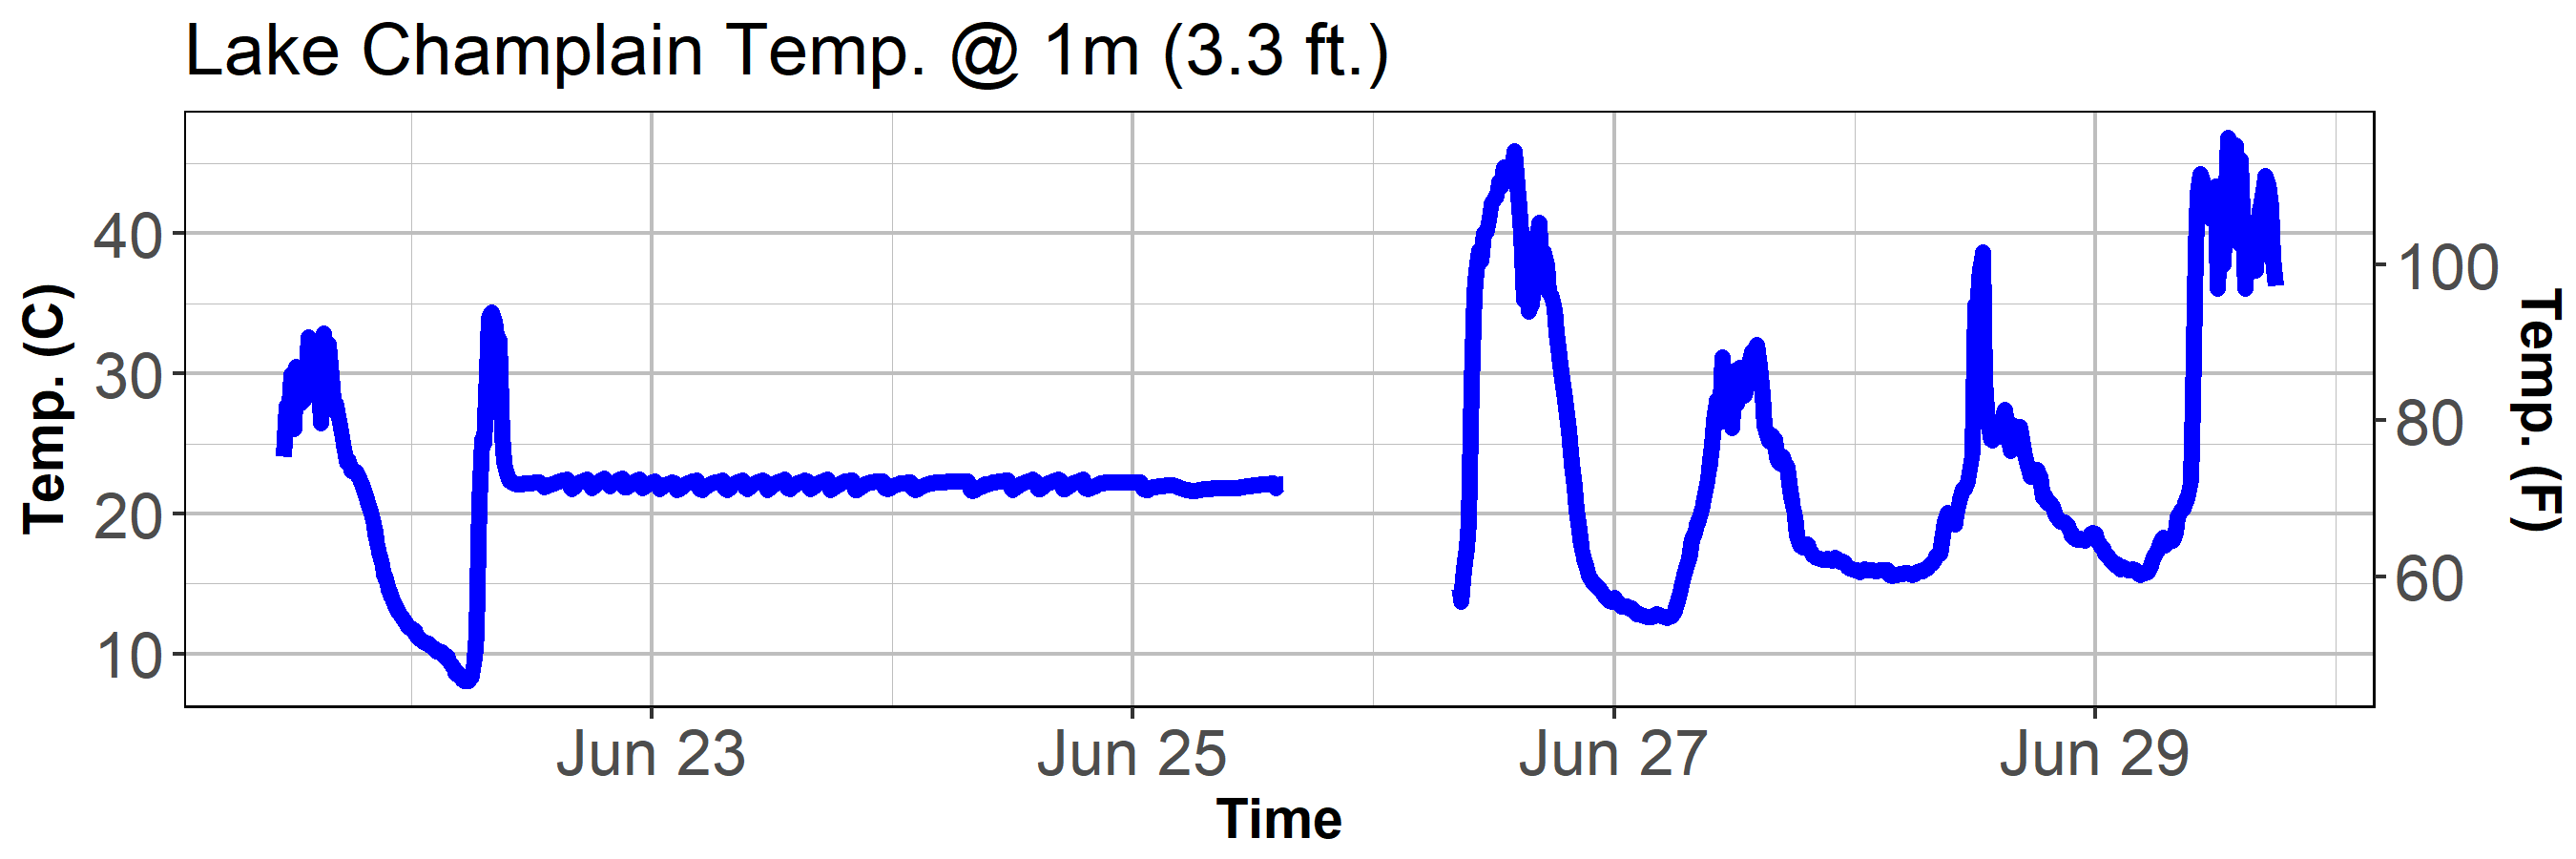 Lake Champlain Temp. @ 1m (3.3 ft.)
Temp. (C)
40
30
20
10
100
80
60
Temp. (F)
Jun 23 Jun 25 Jun 27 Jun 29
Time